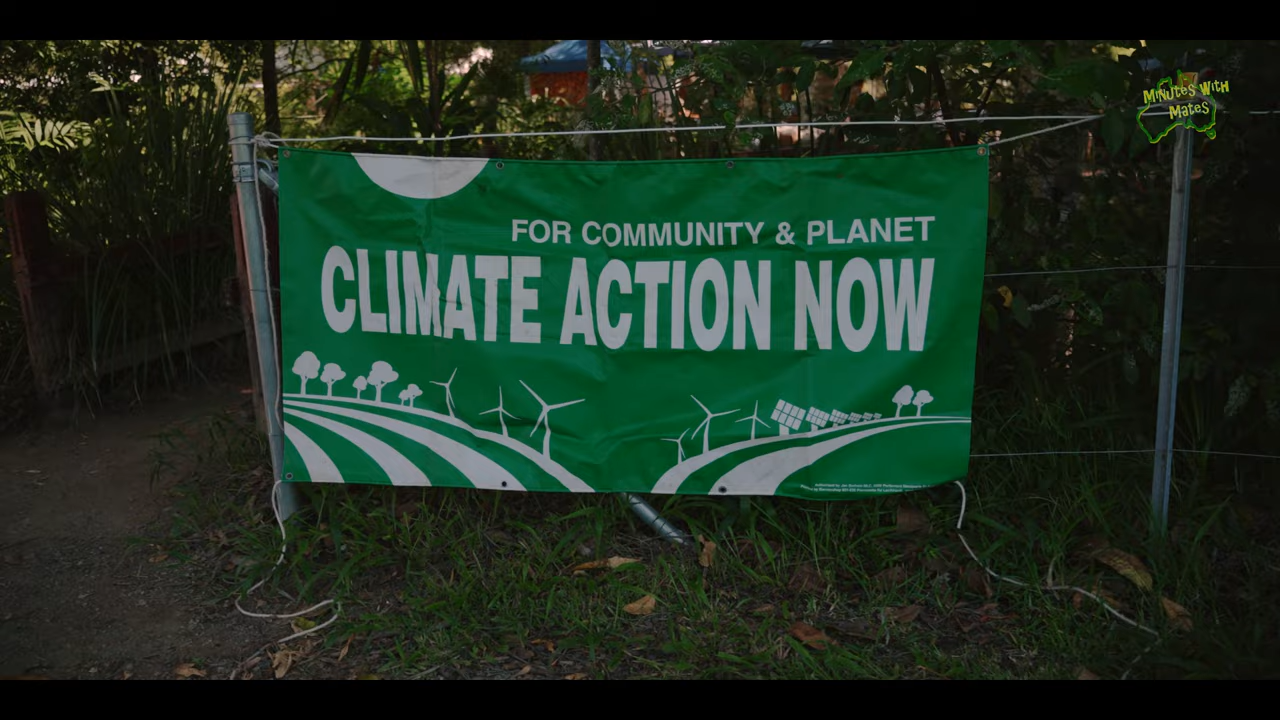 Minutes with
Mates
FOR COMMUNITY & PLANET
CLIMATE ACTION NOW